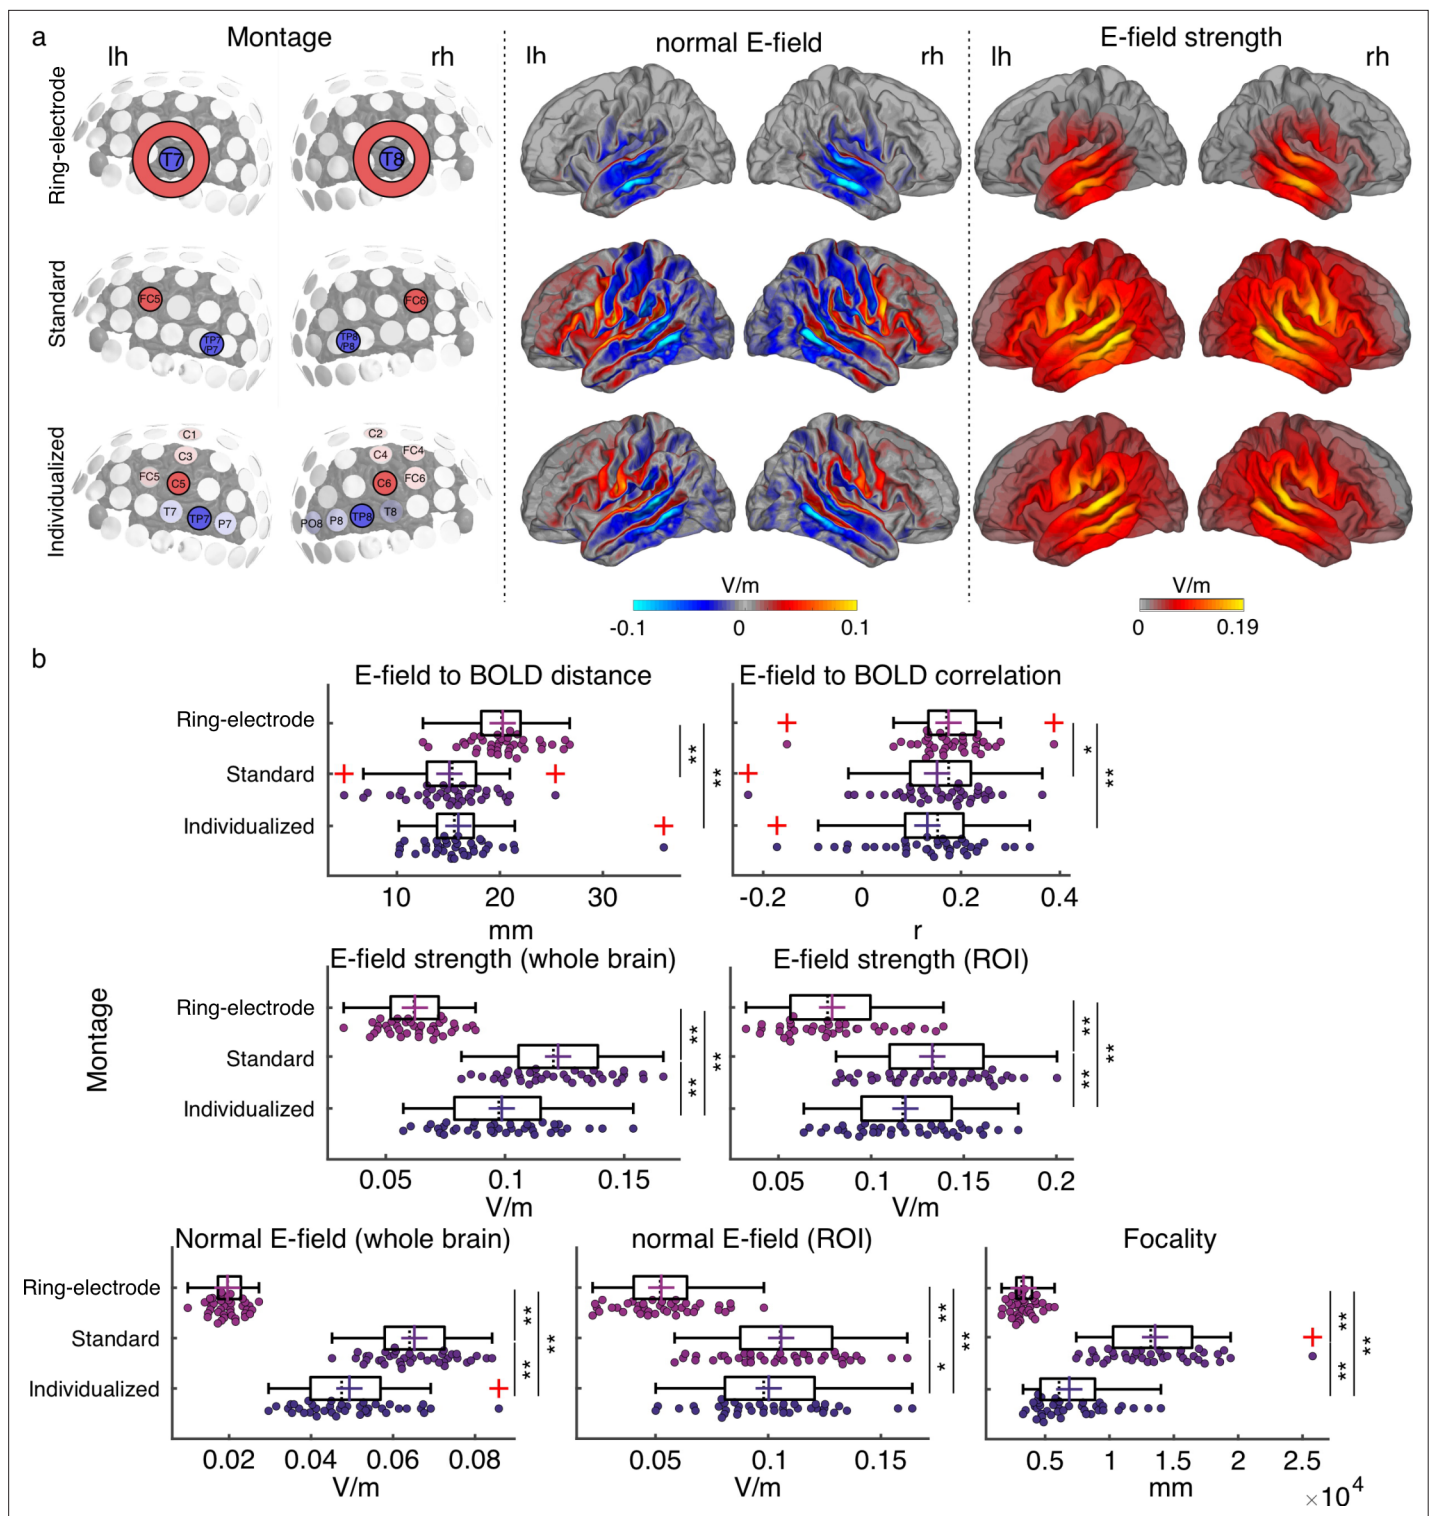 a
Montage
normal E-field
E-field strength
lh
rh
lh
rh
lh
rh
Ring-electrode
T7
T8
Standard
FC5
TP7
/P7
FC6
TP8
/P8
Individualized
C1
C3
FC5
C5
T7
TP7
P7
C2
C4
FC4
C6
FC6
PO8
P8
TP8
T8
V/m
-0.1
0
0.1
V/m
0
0.19
b
E-field to BOLD distance
Ring-electrode
Standard
Individualized
**
**
10
20
30
mm
E-field to BOLD correlation
*
**
-0.2
0
0.2
0.4
r
Montage
E-field strength (whole brain)
Ring-electrode
Standard
Individualized
**
**
**
0.05
0.1
0.15
V/m
E-field strength (ROI)
**
**
**
0.05
0.1
0.15
0.2
V/m
Normal E-field (whole brain)
Ring-electrode
Standard
Individualized
**
**
**
0.02
0.04
0.06
0.08
V/m
normal E-field (ROI)
**
*
**
0.05
0.1
0.15
V/m
Focality
**
**
**
0.5
1
1.5
2
2.5
mm
×10⁴